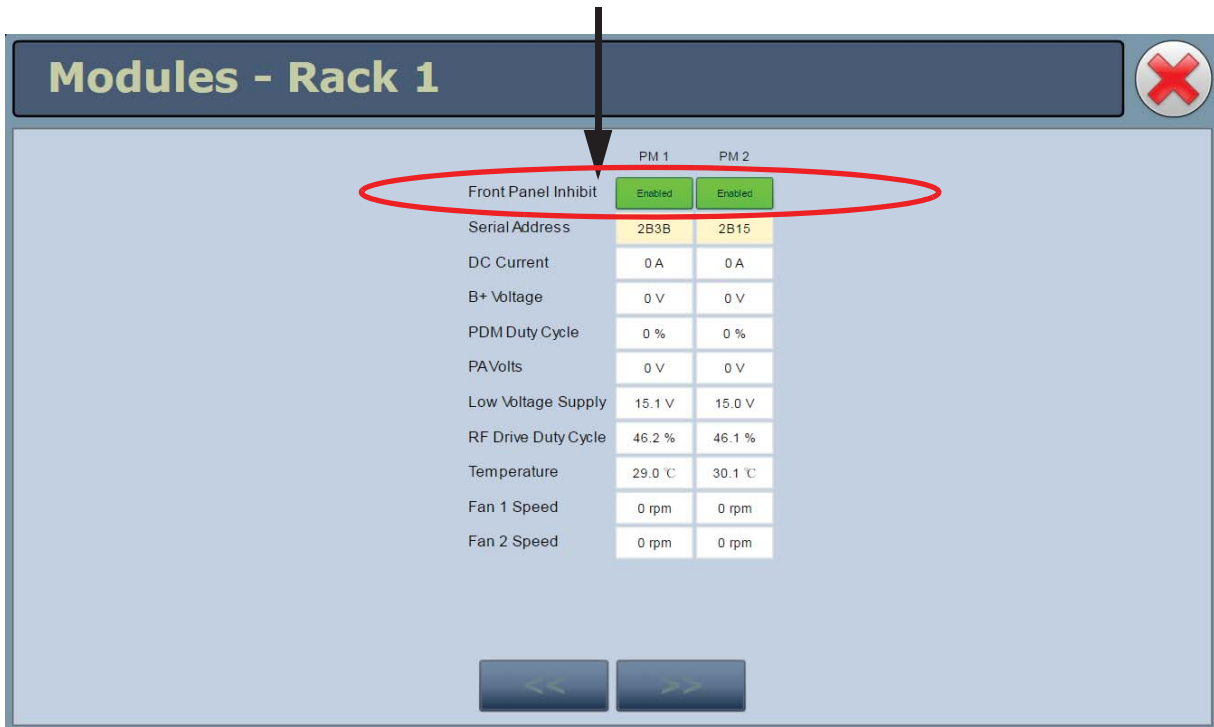 Modules - Rack 1
PM 1 PM 2
Front Panel Inhibit Enabled Enabled
Serial Address 2B3B 2B15
DC Current 0 A 0 A
B+ Voltage 0 V 0 V
PDM Duty Cycle 0 % 0 %
PA Volts 0 V 0 V
Low Voltage Supply 15.1 V 15.0 V
RF Drive Duty Cycle 46.2 % 46.1 %
Temperature 29.0 ℃ 30.1 ℃
Fan 1 Speed 0 rpm 0 rpm
Fan 2 Speed 0 rpm 0 rpm
<< >>